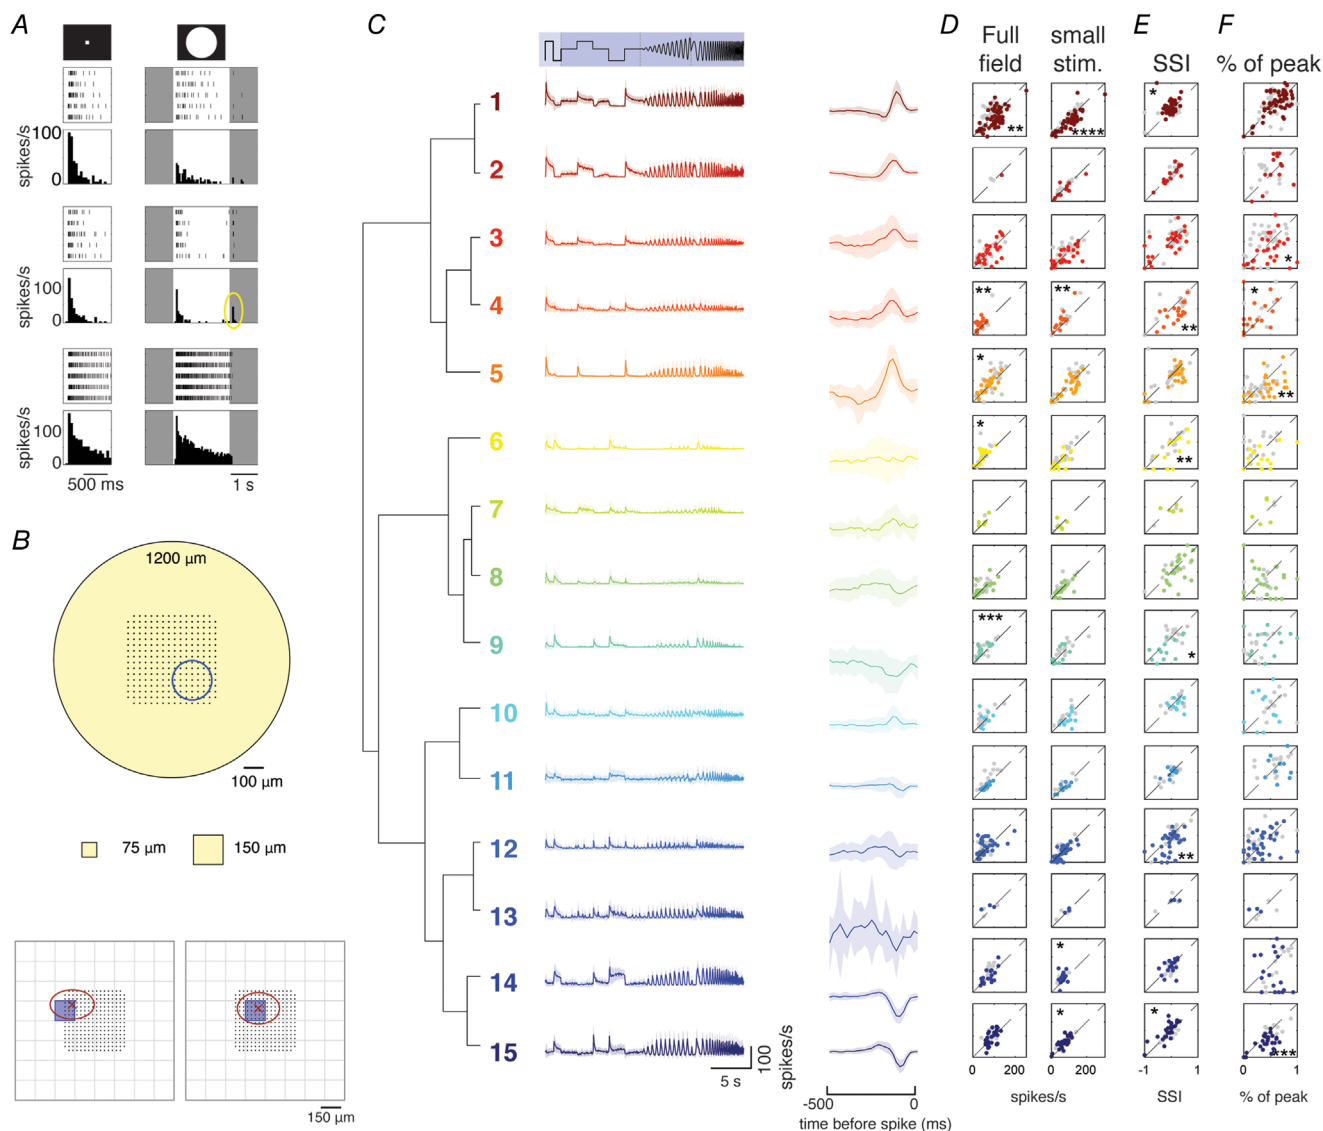 A
spikes/s
100
0
spikes/s
100
0
spikes/s
100
0
500 ms
1 s
B
1200 µm
100 µm
75 µm
150 µm
150 µm
C
1
2
3
4
5
6
7
8
9
10
11
12
13
14
15
5 s
100
spikes/s
-500
0
time before spike (ms)
D
Full
field
small
stim.
E
SSI
F
% of peak
**
****
*
*
**
**
**
*
*
**
*
**
***
*
**
*
*
*
***
0
200
0
200
-1
1
0
1
spikes/s
SSI
% of peak